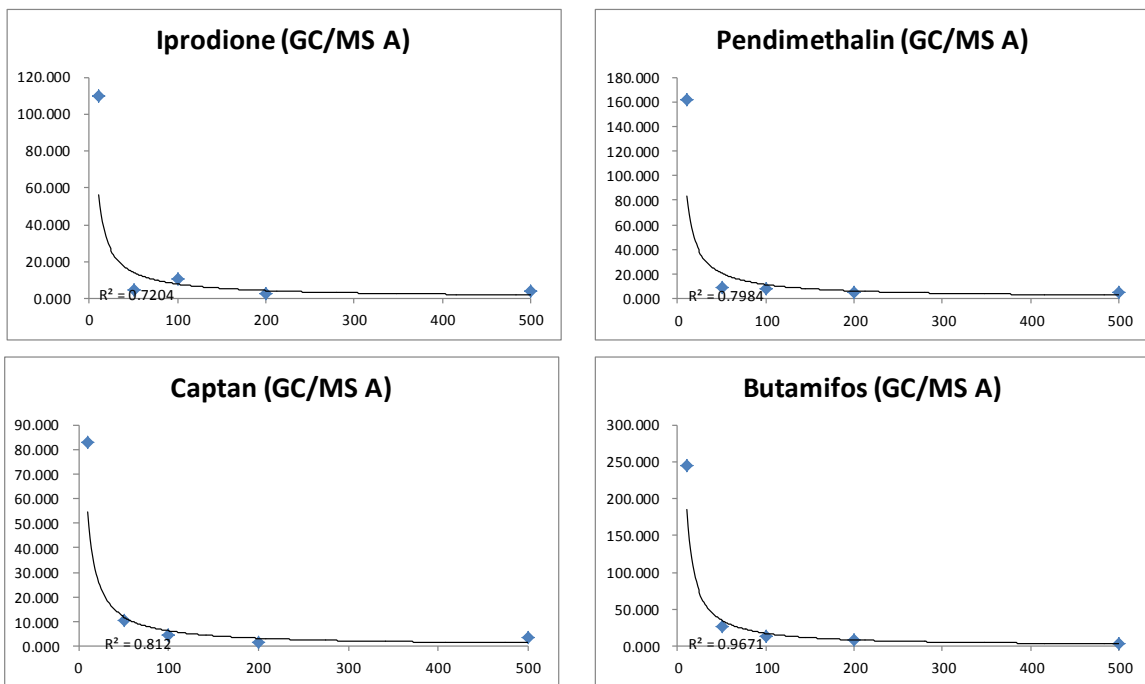 Iprodione (GC/MS A)
120.000
100.000
80.000
60.000
40.000
20.000
0.000
R² = 0.7204
0 100 200 300 400 500
Pendimethalin (GC/MS A)
180.000
160.000
140.000
120.000
100.000
80.000
60.000
40.000
20.000
0.000
R² = 0.7984
0 100 200 300 400 500
Captan (GC/MS A)
90.000
80.000
70.000
60.000
50.000
40.000
30.000
20.000
10.000
0.000
R² = 0.812
0 100 200 300 400 500
Butamifos (GC/MS A)
300.000
250.000
200.000
150.000
100.000
50.000
0.000
R² = 0.9671
0 100 200 300 400 500